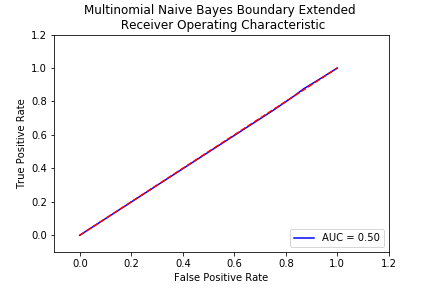 Multinomial Naive Bayes Boundary Extended
Receiver Operating Characteristic
1.2
1.0
0.8
0.6
0.4
0.2
0.0
True Positive Rate
AUC = 0.50
0.0 0.2 0.4 0.6 0.8 1.0 1.2
False Positive Rate